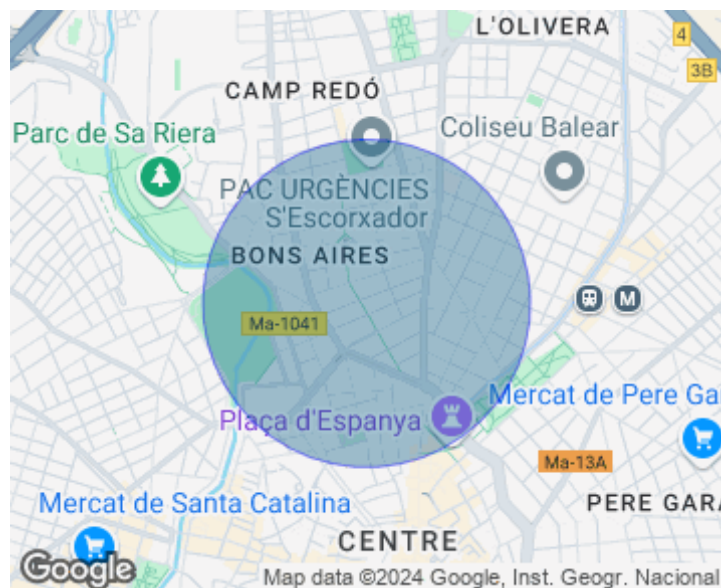 L'OLIVERA
4
3B
CAMP REDÓ
Parc de Sa Riera
Coliseu Balear
PAC URGÈNCIES
S'Escorxador
BONS AIRES
M
Ma-1041
Mercat de Pere Gar
Plaça d'Espanya
Ma-13A
Mercat de Santa Catalina
PERE GARA
CENTRE
Google
Map data ©2024 Google, Inst. Geogr. Nacional